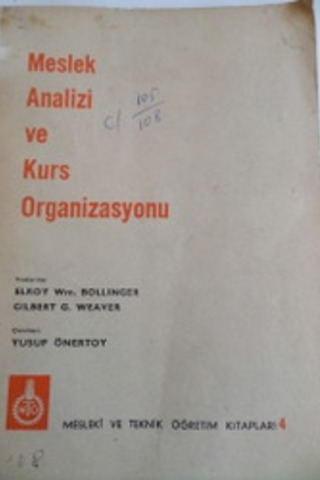 Meslek
Analizi
ve
Kurs
Organizasyonu
c/ 105
108
Yazanlar:
ELROY Wm. BOLLINGER
GILBERT G. WEAVER
Çeviren:
YUSUF ÖNERTOY
MESLEKİ VE TEKNİK ÖĞRETİM KİTAPLARI: 4